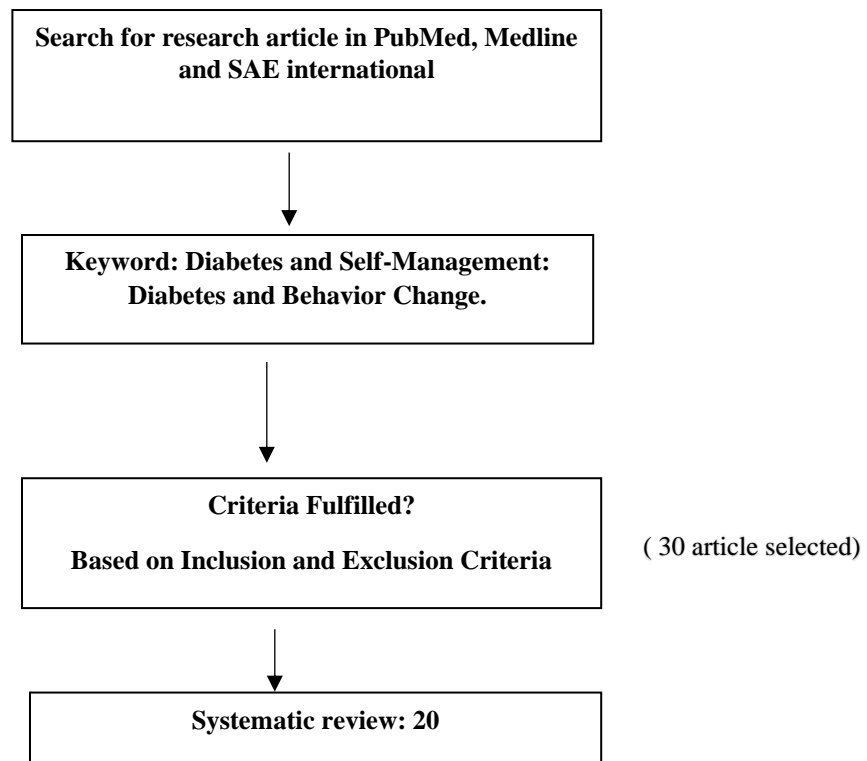 Search for research article in PubMed, Medline
and SAE international
Keyword: Diabetes and Self-Management:
Diabetes and Behavior Change.
Criteria Fulfilled?
Based on Inclusion and Exclusion Criteria
( 30 article selected)
Systematic review: 20